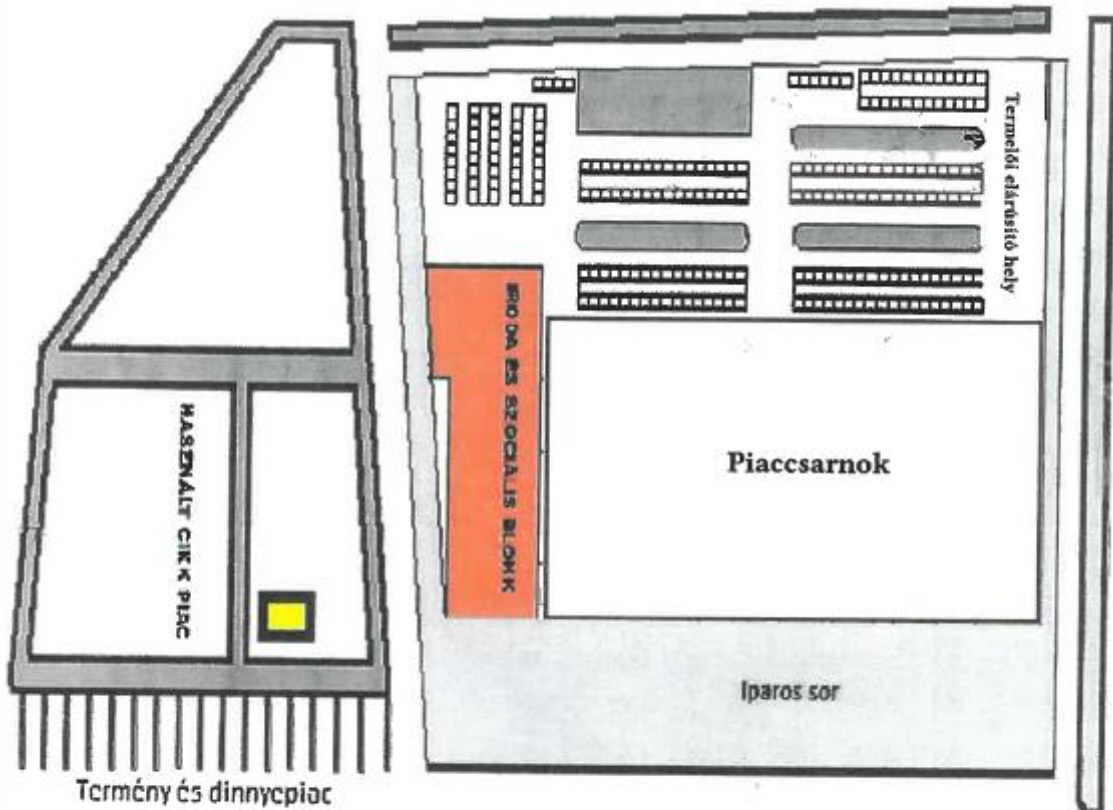 Termelői elárúsító hely
IRODA ÉS SZOCIÁLIS BLOKK
Piaccsarnok
HASZNÁLT CIKK PIAC
Iparos sor
Termény és dinnyepiac